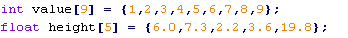 int value[9] = {1,2,3,4,5,6,7,8,9};
float height[5] = {6.0,7.3,2.2,3.6,19.8};